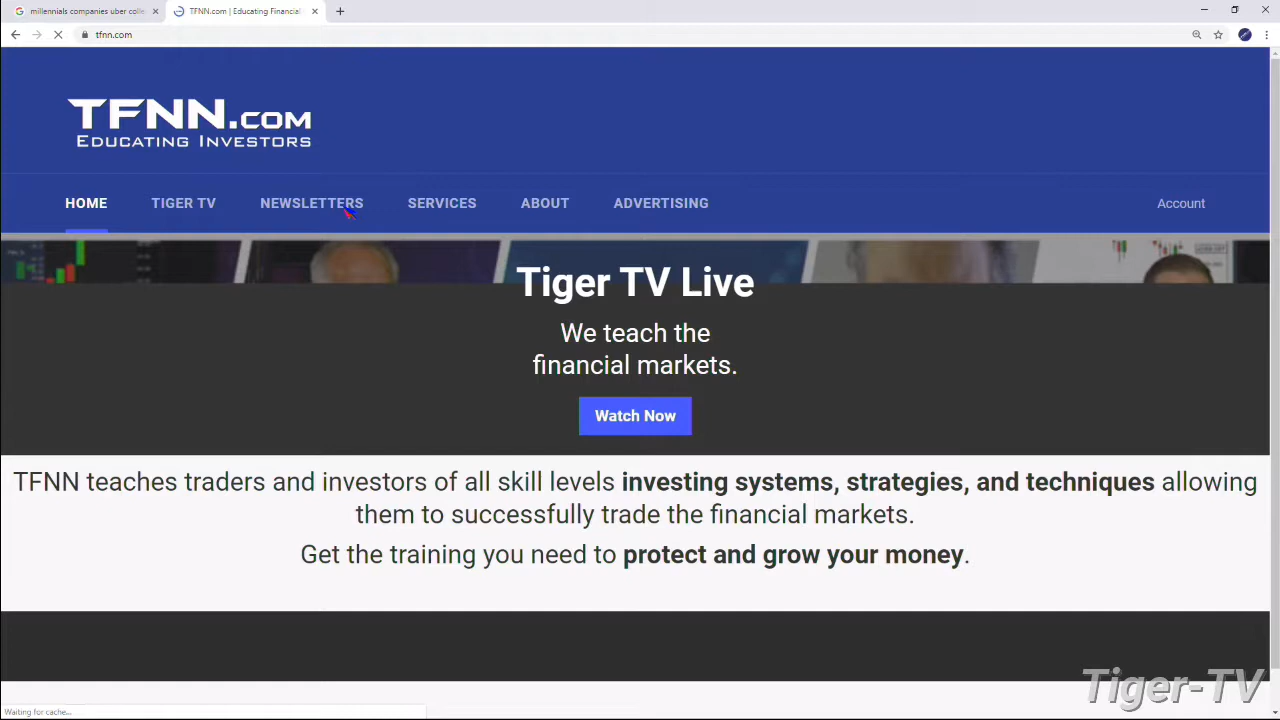 millennials companies uber colle
TFNN.com | Educating Financial
tfnn.com
TFNN.COM
EDUCATING INVESTORS
HOME TIGER TV NEWSLETTERS SERVICES ABOUT ADVERTISING Account
Tiger TV Live
We teach the
financial markets.
Watch Now
TFNN teaches traders and investors of all skill levels investing systems, strategies, and techniques allowing
them to successfully trade the financial markets.
Get the training you need to protect and grow your money.
Tiger-TV
Waiting for cache...